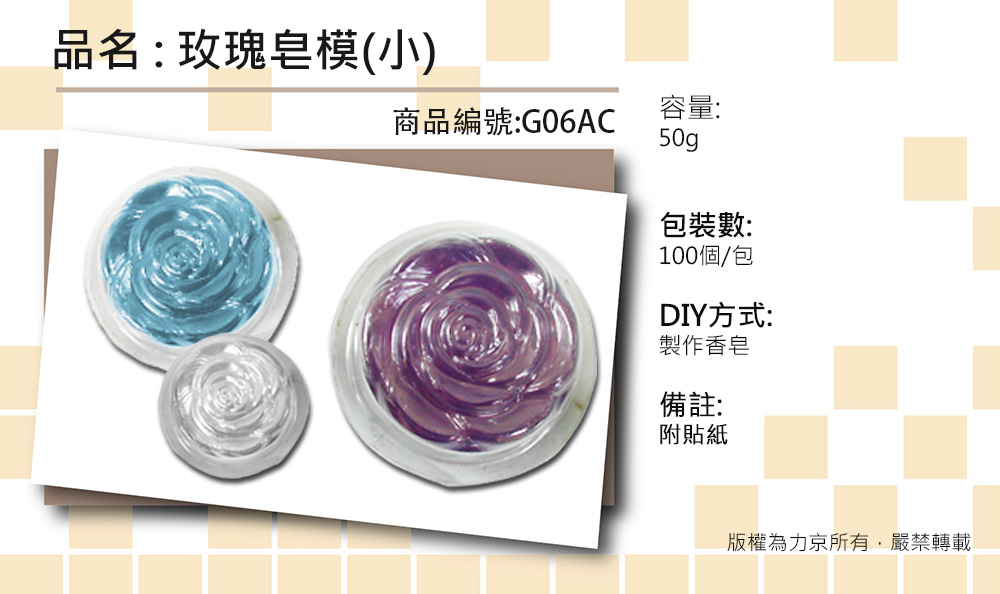 品名 : 玫瑰皂模(小)
商品編號:G06AC
容量:
50g
包裝數:
100個/包
DIY方式:
製作香皂
備註:
附貼紙
版權為力京所有，嚴禁轉載